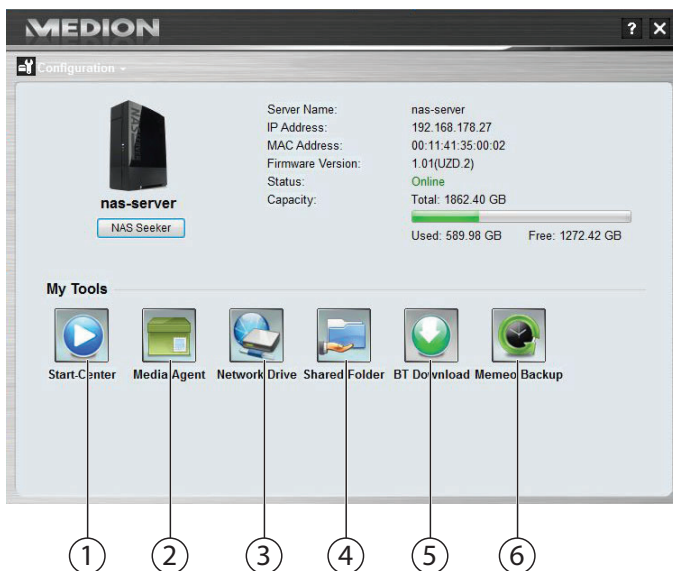 MEDION
? X
Configuration
Server Name: nas-server
IP Address: 192.168.178.27
MAC Address: 00:11:41:35:00:02
Firmware Version: 1.01(UZD.2)
Status: Online
Capacity: Total: 1862.40 GB
Used: 589.98 GB Free: 1272.42 GB
NAS
nas-server
NAS Seeker
My Tools
Start-Center Media Agent Network Drive Shared Folder BT Download Memeo Backup
1 2 3 4 5 6